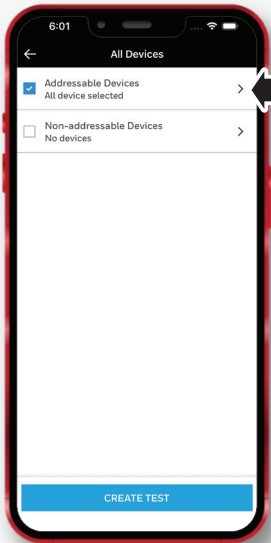 6:01
All Devices
Addressable Devices
All device selected
Non-addressable Devices
No devices
CREATE TEST